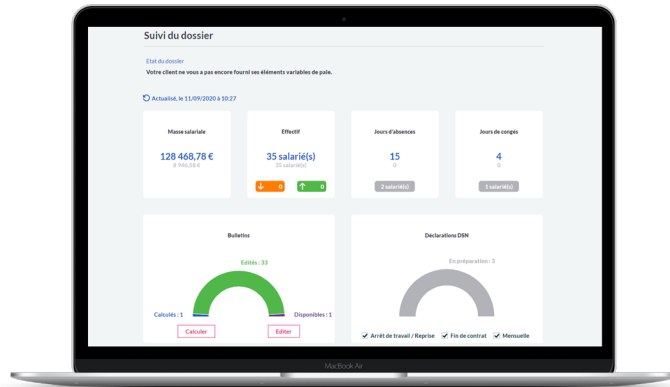 Suivi du dossier
Etat du dossier
Votre client ne vous a pas encore fourni ses éléments variables de paie.
Actualisé, le 11/09/2020 à 10:27
Masse salariale
128 468,78 €
8 946,58 €
Effectif
35 salarié(s)
35 salarié(s)
0
0
Jours d'absences
15
0
2 salarié(s)
Jours de congés
4
0
1 salarié(s)
Bulletins
Edités : 33
Calculés : 1
Disponibles : 1
Calculer
Editer
Déclarations DSN
En préparation : 3
Arrêt de travail / Reprise
Fin de contrat
Mensuelle
MacBook Air